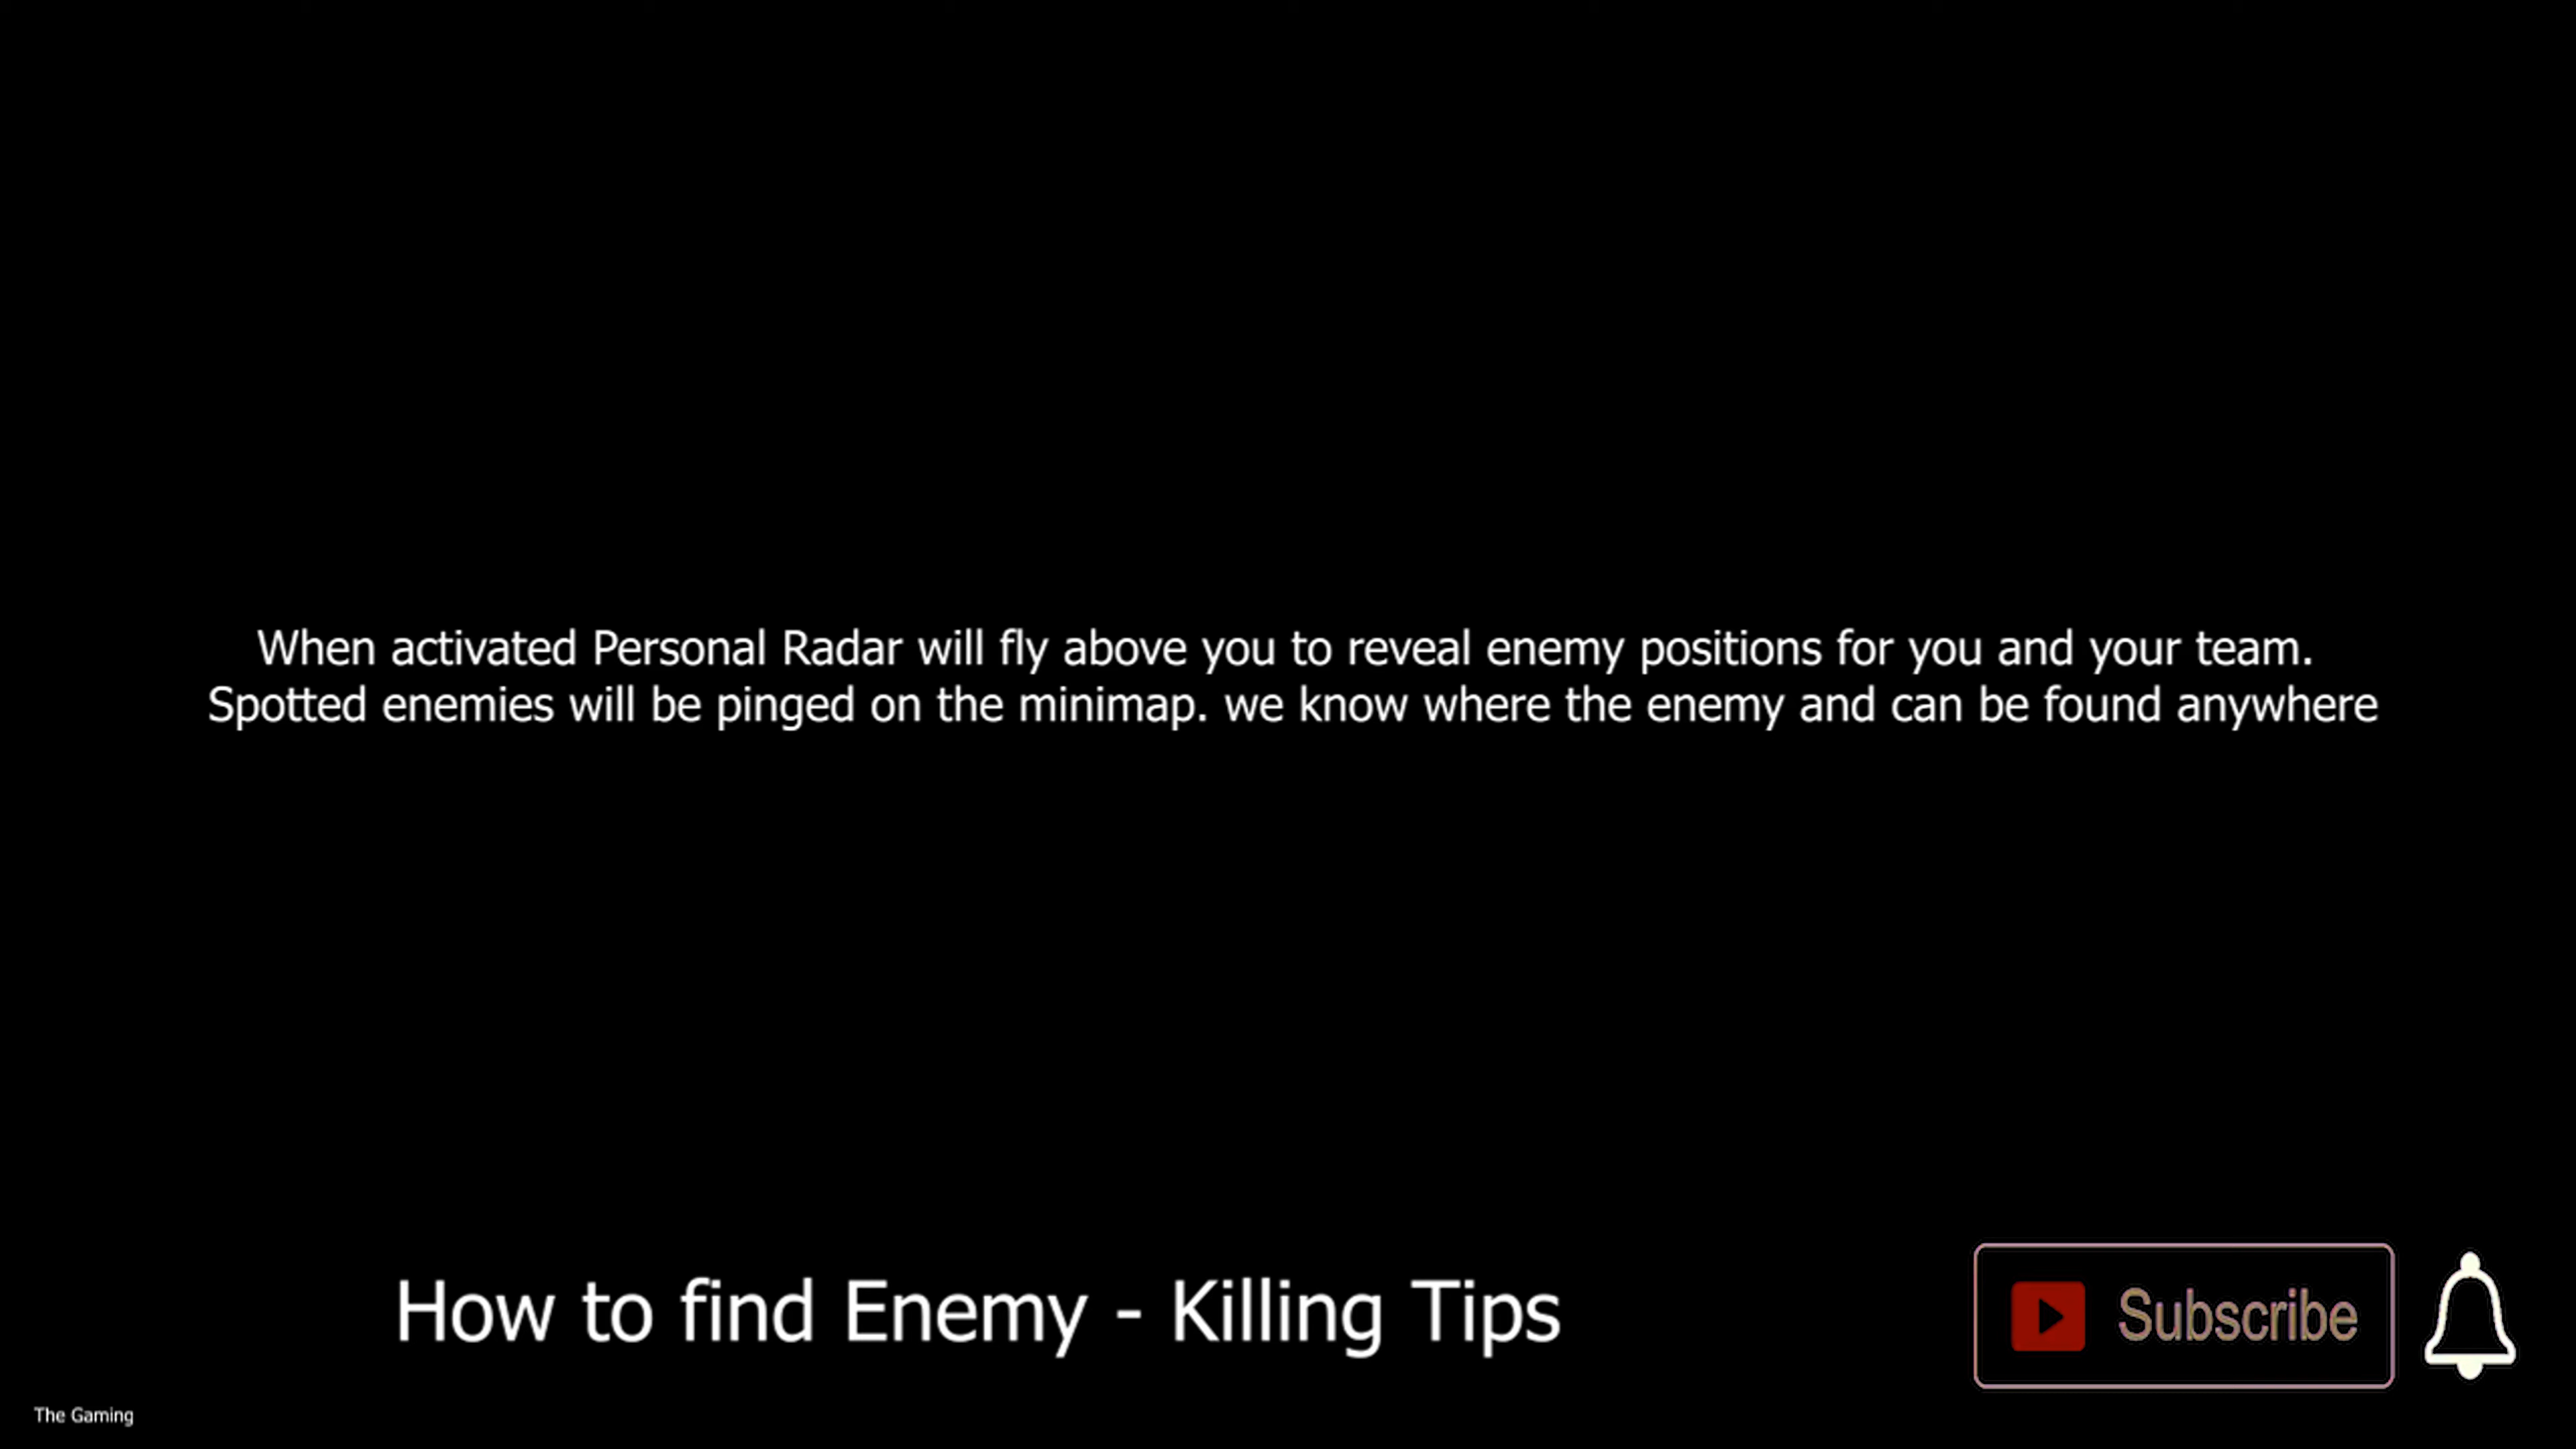 When activated Personal Radar will fly above you to reveal enemy positions for you and your team.
Spotted enemies will be pinged on the minimap. we know where the enemy and can be found anywhere
How to find Enemy - Killing Tips
Subscribe
The Gaming